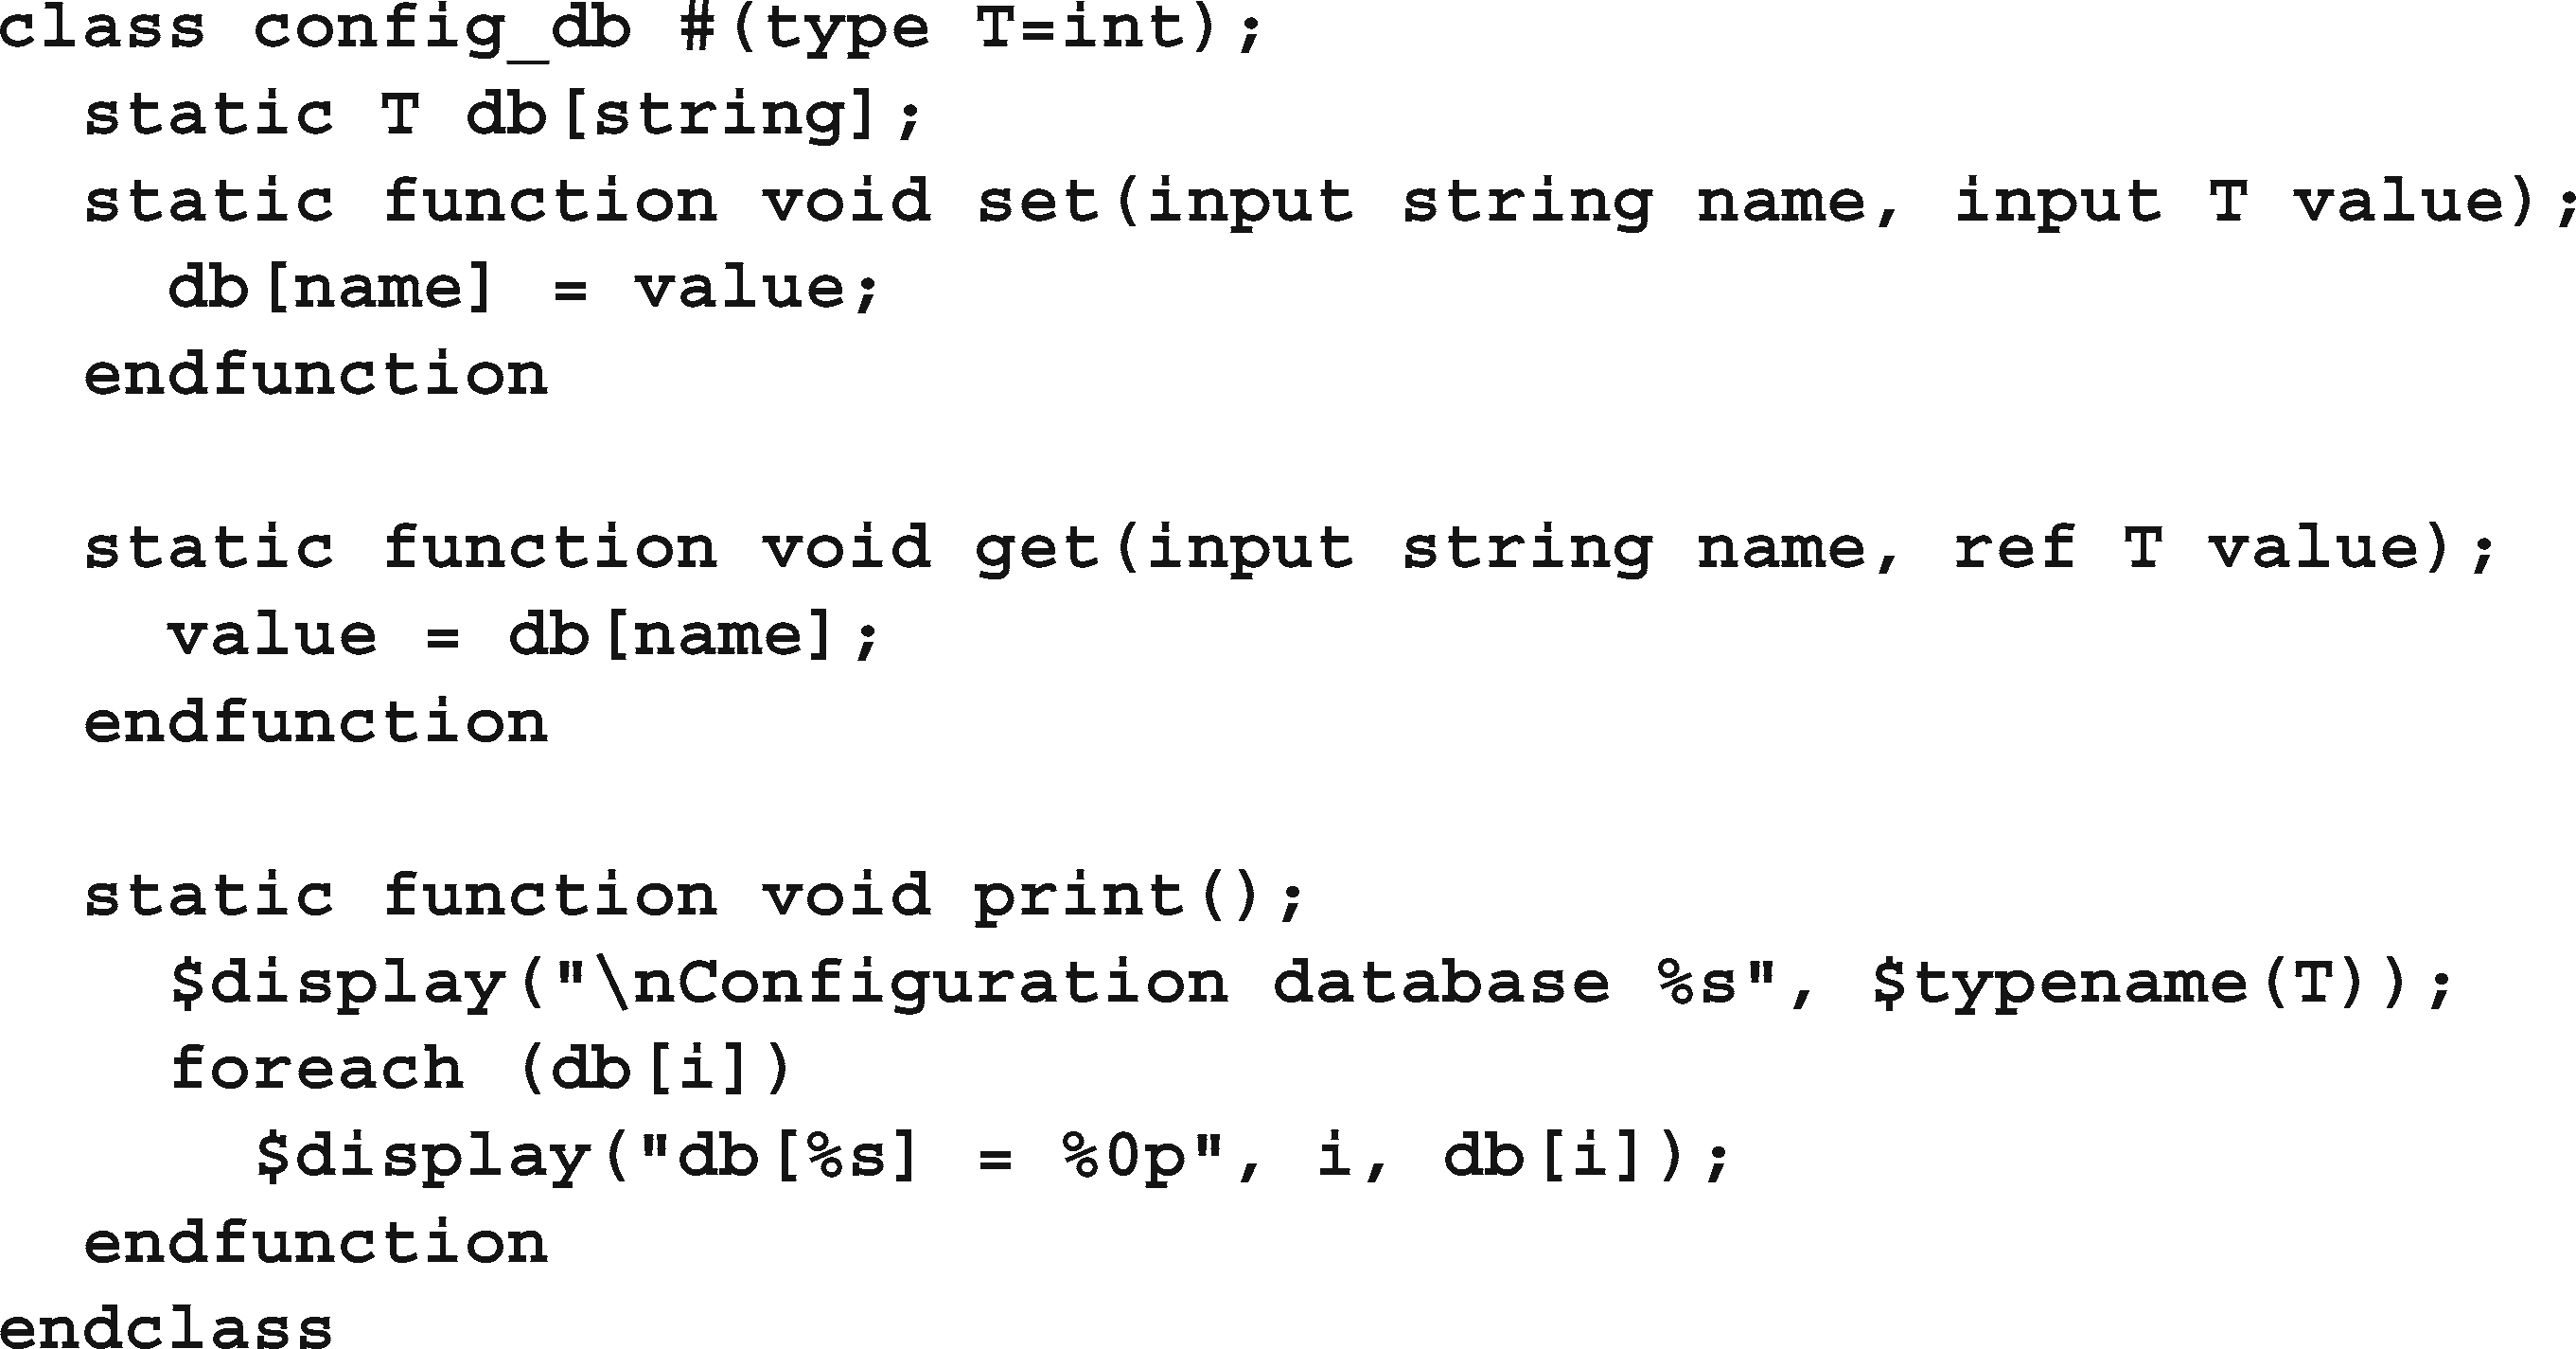 class config_db #(type T=int);
  static T db[string];
  static function void set(input string name, input T value);
    db[name] = value;
  endfunction

  static function void get(input string name, ref T value);
    value = db[name];
  endfunction

  static function void print();
    $display("\nConfiguration database %s", $typename(T));
    foreach (db[i])
      $display("db[%s] = %0p", i, db[i]);
  endfunction
endclass